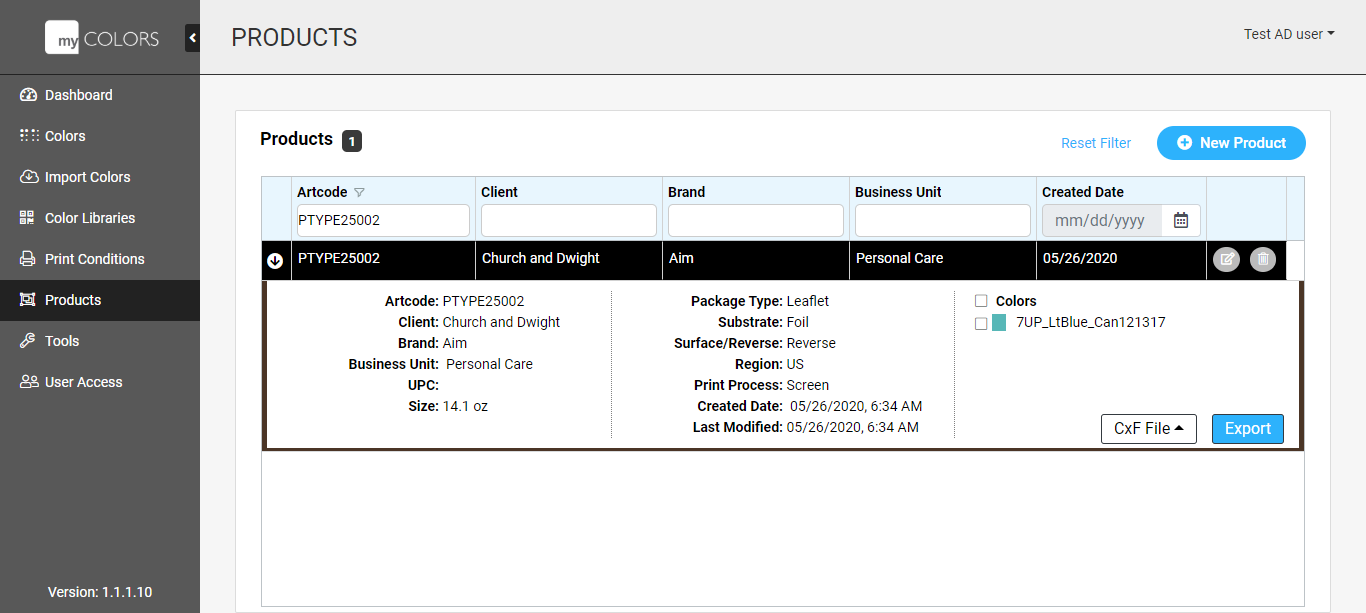 my COLORS
PRODUCTS
Test AD user
Dashboard
Colors
Import Colors
Color Libraries
Print Conditions
Products
Tools
User Access
Version: 1.1.1.10
Products 1
Reset Filter
New Product
Artcode Client Brand Business Unit Created Date
PTYPE25002 mm/dd/yyyy
PTYPE25002 Church and Dwight Aim Personal Care 05/26/2020
Artcode: PTYPE25002
Client: Church and Dwight
Brand: Aim
Business Unit: Personal Care
UPC:
Size: 14.1 oz
Package Type: Leaflet
Substrate: Foil
Surface/Reverse: Reverse
Region: US
Print Process: Screen
Created Date: 05/26/2020, 6:34 AM
Last Modified: 05/26/2020, 6:34 AM
Colors
7UP_LtBlue_Can121317
CxF File
Export